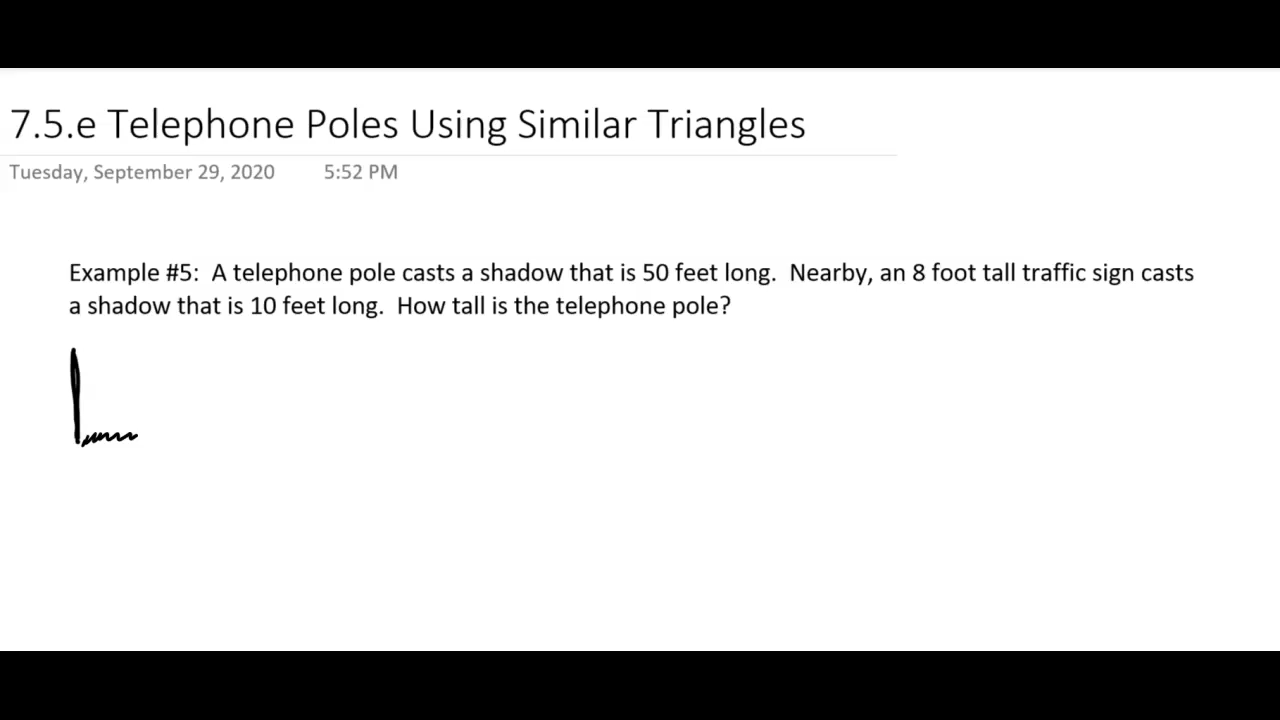 7.5.e Telephone Poles Using Similar Triangles
Tuesday, September 29, 2020 5:52 PM
Example #5: A telephone pole casts a shadow that is 50 feet long. Nearby, an 8 foot tall traffic sign casts
a shadow that is 10 feet long. How tall is the telephone pole?